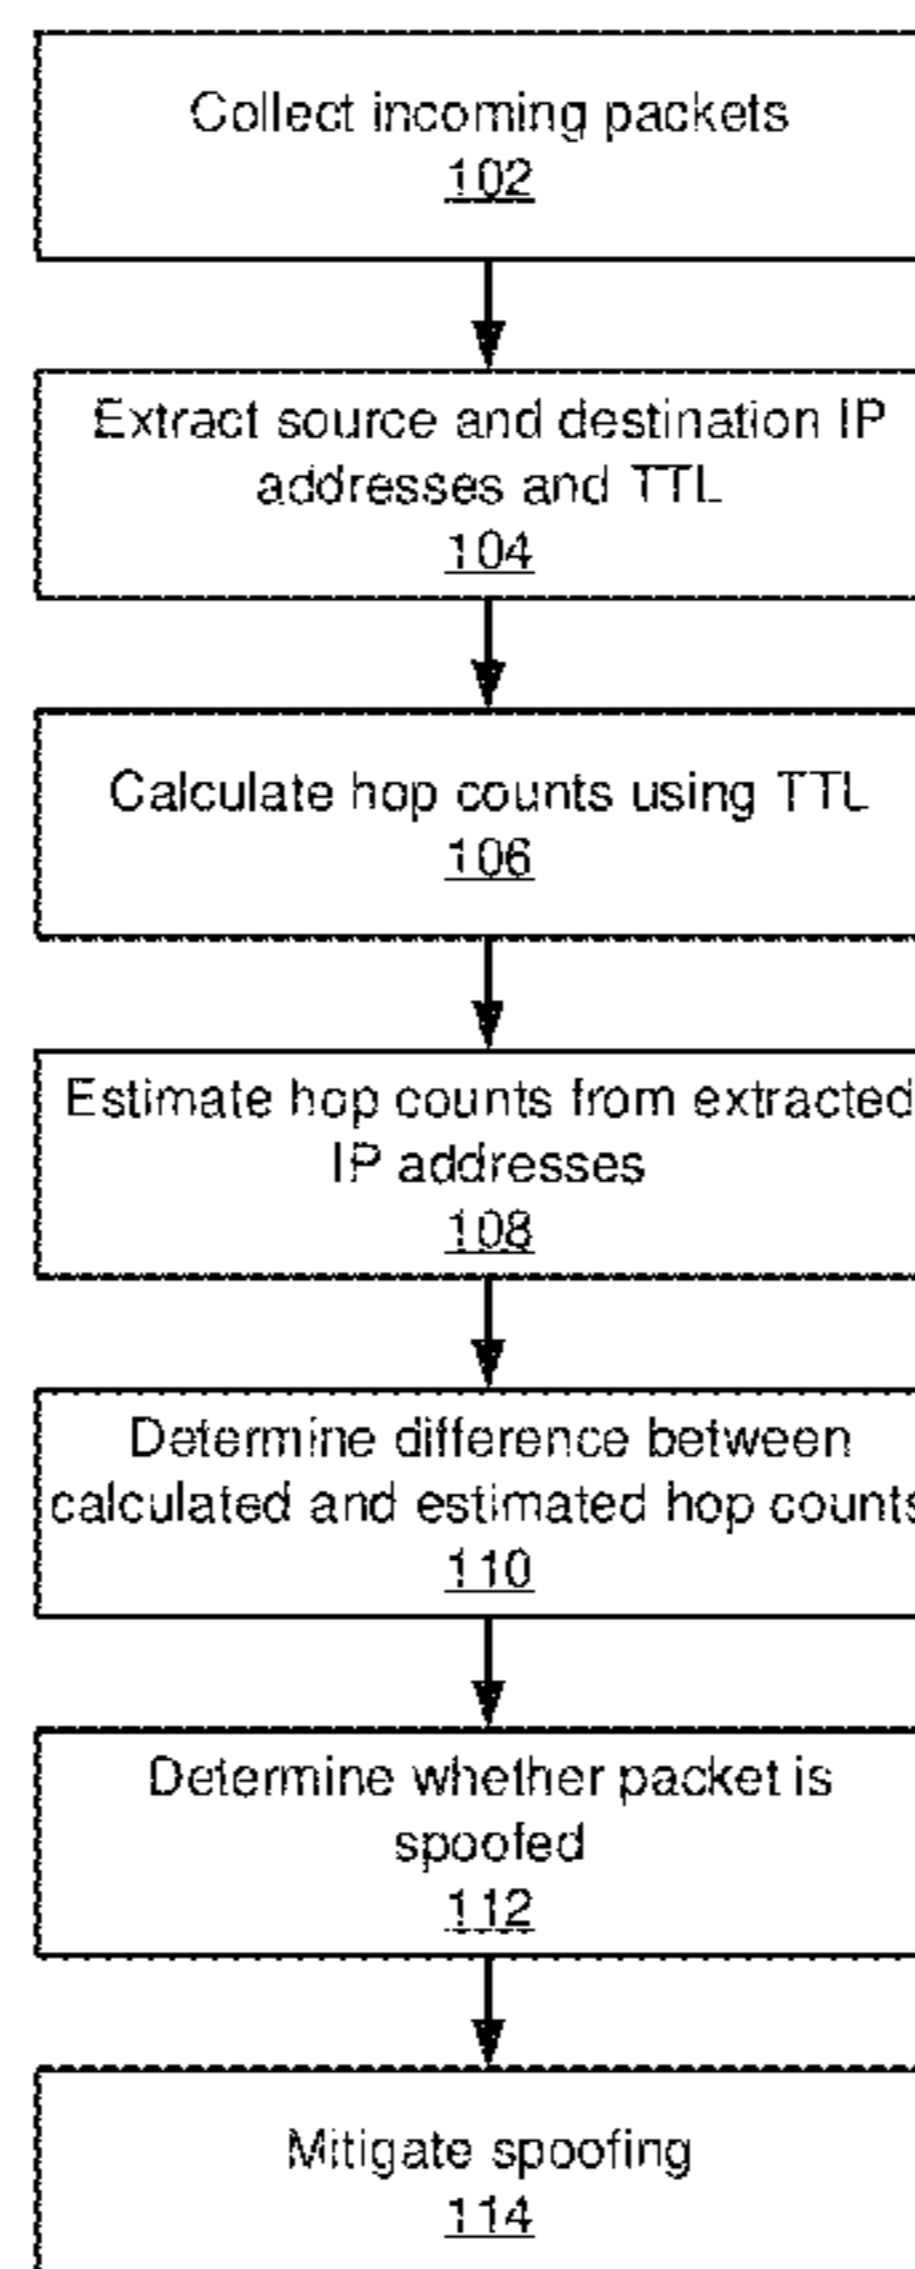 Collect incoming packets
102
Extract source and destination IP
addresses and TTL
104
Calculate hop counts using TTL
106
Estimate hop counts from extracted
IP addresses
108
Determine difference between
calculated and estimated hop counts
110
Determine whether packet is
spoofed
112
Mitigate spoofing
114